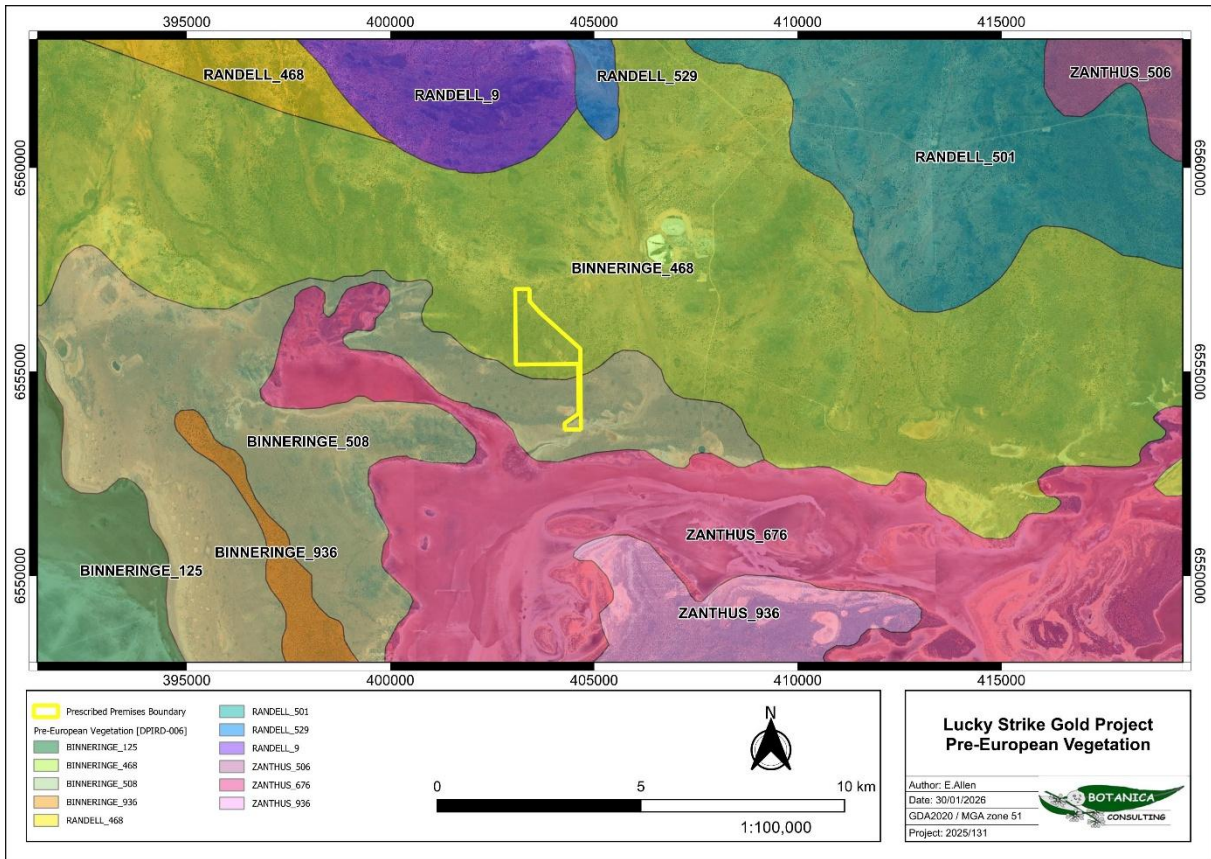 395000 400000 405000 410000 415000
RANDELL_468
RANDELL_529
ZANTHUS_506
RANDELL_9
RANDELL_501
6560000
6560000
BINNERINGE_468
6555000
6555000
BINNERINGE_508
ZANTHUS_676
BINNERINGE_936
BINNERINGE_125
6550000
6550000
ZANTHUS_936
395000 400000 405000 410000 415000
Prescribed Premises Boundary
Pre-European Vegetation [DPIRD-006]
BINNERINGE_125
BINNERINGE_468
BINNERINGE_508
BINNERINGE_936
RANDELL_468
RANDELL_501
RANDELL_529
RANDELL_9
ZANTHUS_506
ZANTHUS_676
ZANTHUS_936
N
0 5 10 km
1:100,000
Lucky Strike Gold Project
Pre-European Vegetation
Author: E.Allen
Date: 30/01/2026
GDA2020 / MGA zone 51
Project: 2025/131
BOTANICA
CONSULTING